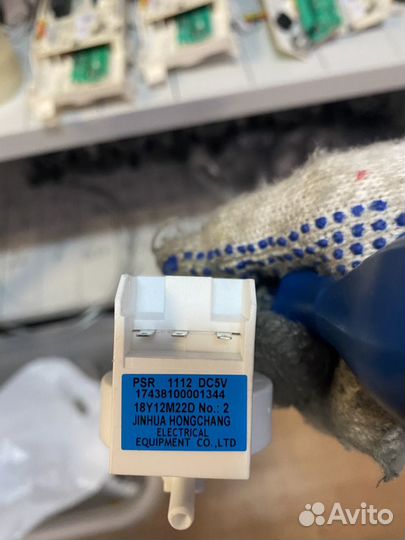 PSR 1112 DC5V
17438100001344
18Y12M22D No.: 2
JINHUA HONGCHANG
ELECTRICAL
EQUIPMENT CO.,LTD
Avito